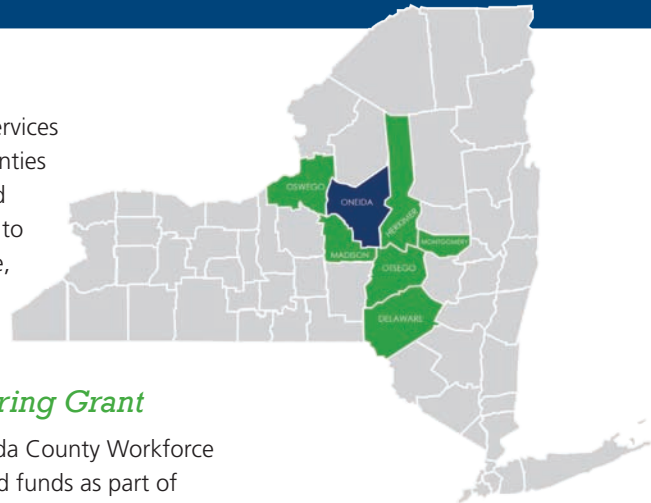 ervices
nties
d
to
e,
OSWEGO
ONEIDA
HERKIMER
MADISON
MONTGOMERY
OTSEGO
DELAWARE
ring Grant
da County Workforce
d funds as part of